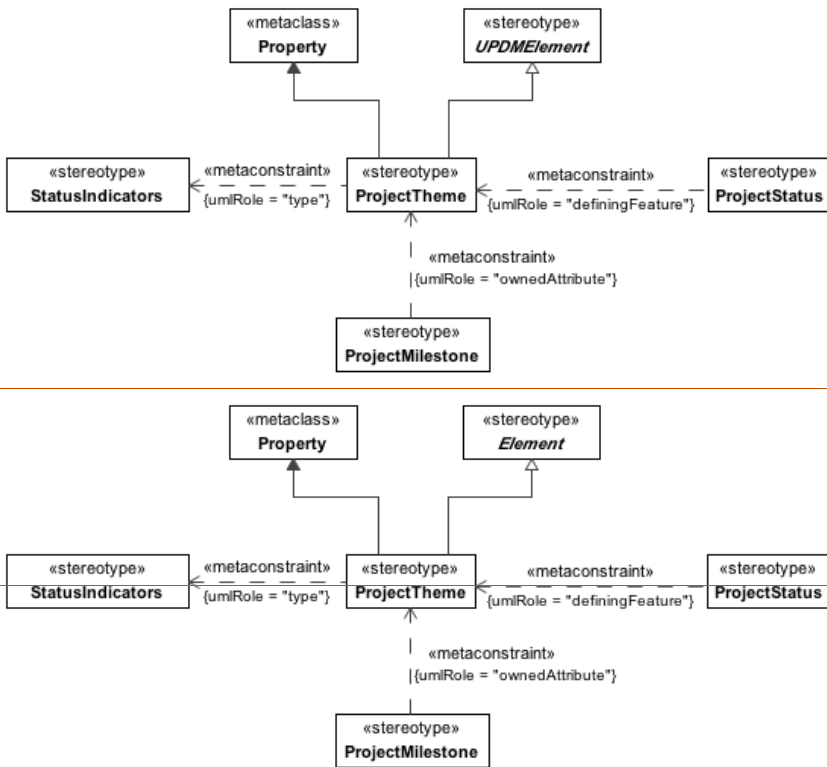 «metaclass»
Property
«stereotype»
UPDMElement
«stereotype»
StatusIndicators
«metaconstraint»
{umlRole = "type"}
«stereotype»
ProjectTheme
«metaconstraint»
{umlRole = "definingFeature"}
«stereotype»
ProjectStatus
«metaconstraint»
{umlRole = "ownedAttribute"}
«stereotype»
ProjectMilestone
«metaclass»
Property
«stereotype»
Element
«stereotype»
StatusIndicators
«metaconstraint»
{umlRole = "type"}
«stereotype»
ProjectTheme
«metaconstraint»
{umlRole = "definingFeature"}
«stereotype»
ProjectStatus
«metaconstraint»
{umlRole = "ownedAttribute"}
«stereotype»
ProjectMilestone